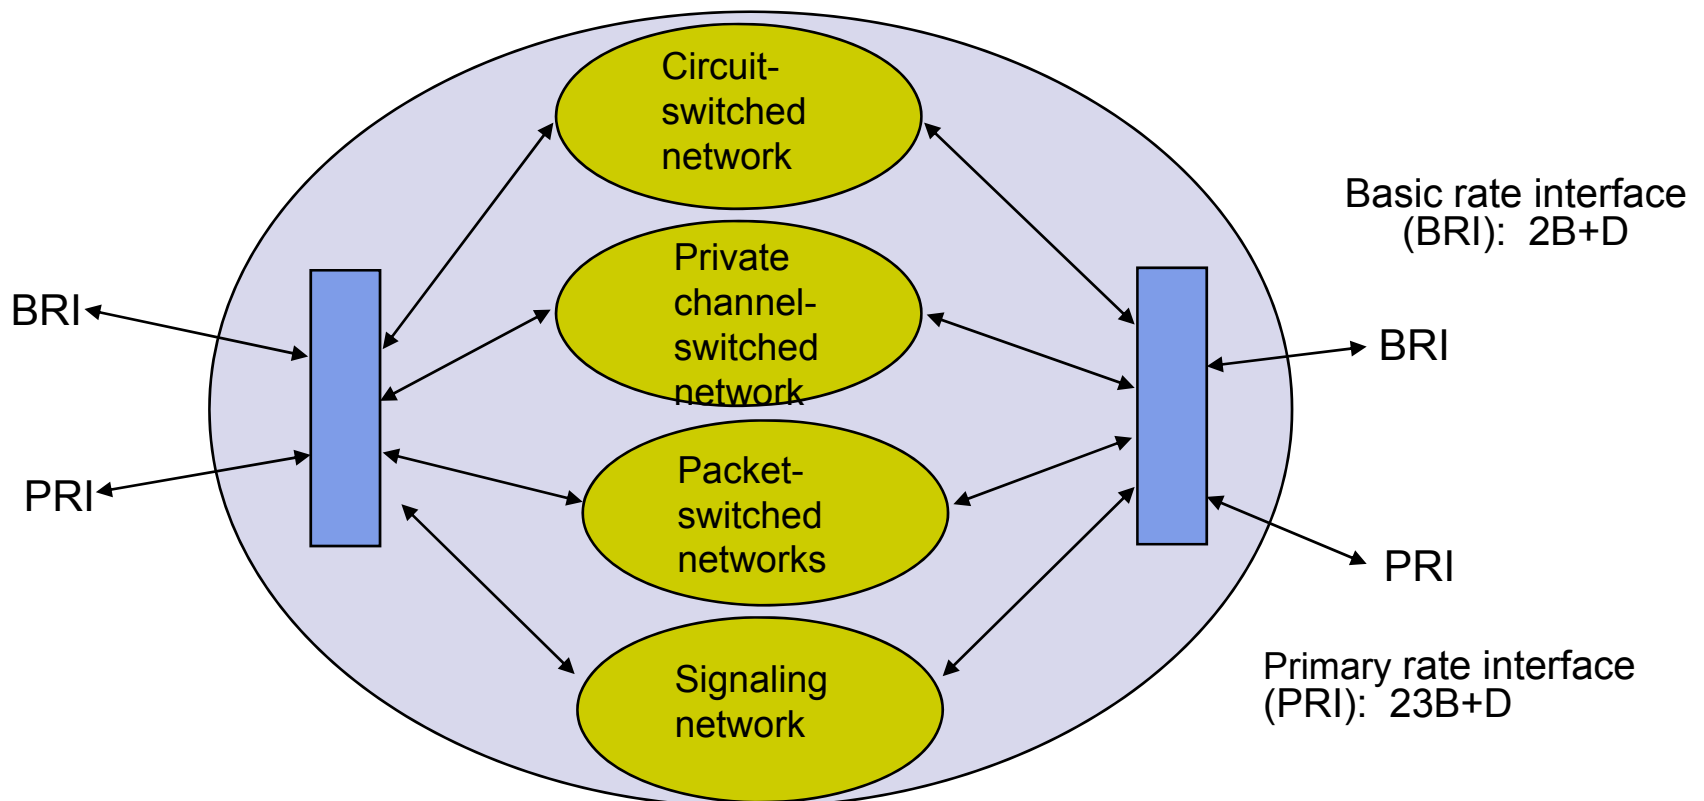 Circuit-
switched
network
Private
channel-
switched
network
Packet-
switched
networks
Signaling
network
BRI
PRI
Basic rate interface
(BRI): 2B+D
BRI
PRI
Primary rate interface
(PRI): 23B+D